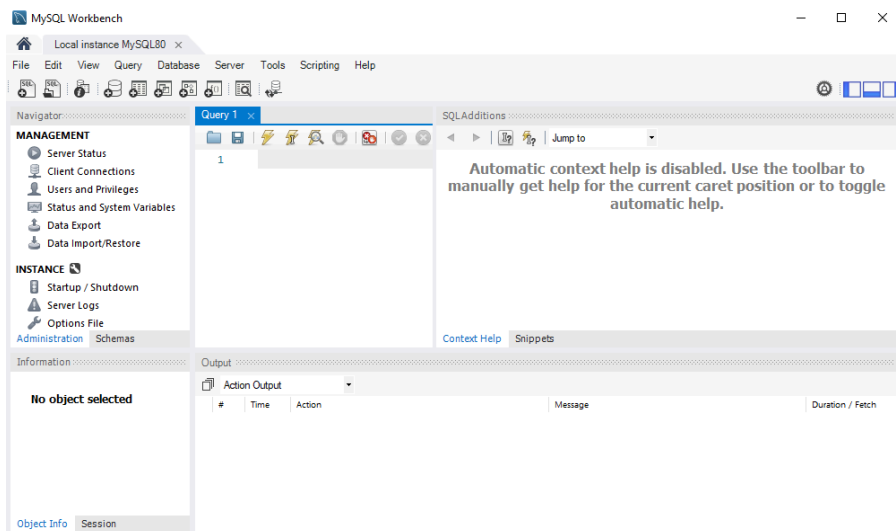 MySQL Workbench
Local instance MySQL80
File Edit View Query Database Server Tools Scripting Help
Navigator
MANAGEMENT
Server Status
Client Connections
Users and Privileges
Status and System Variables
Data Export
Data Import/Restore
INSTANCE
Startup / Shutdown
Server Logs
Options File
Administration Schemas
Query 1
1
SQLAdditions
Jump to
Automatic context help is disabled. Use the toolbar to
manually get help for the current caret position or to toggle
automatic help.
Context Help Snippets
Information
No object selected
Object Info Session
Output
Action Output
# Time Action Message Duration / Fetch